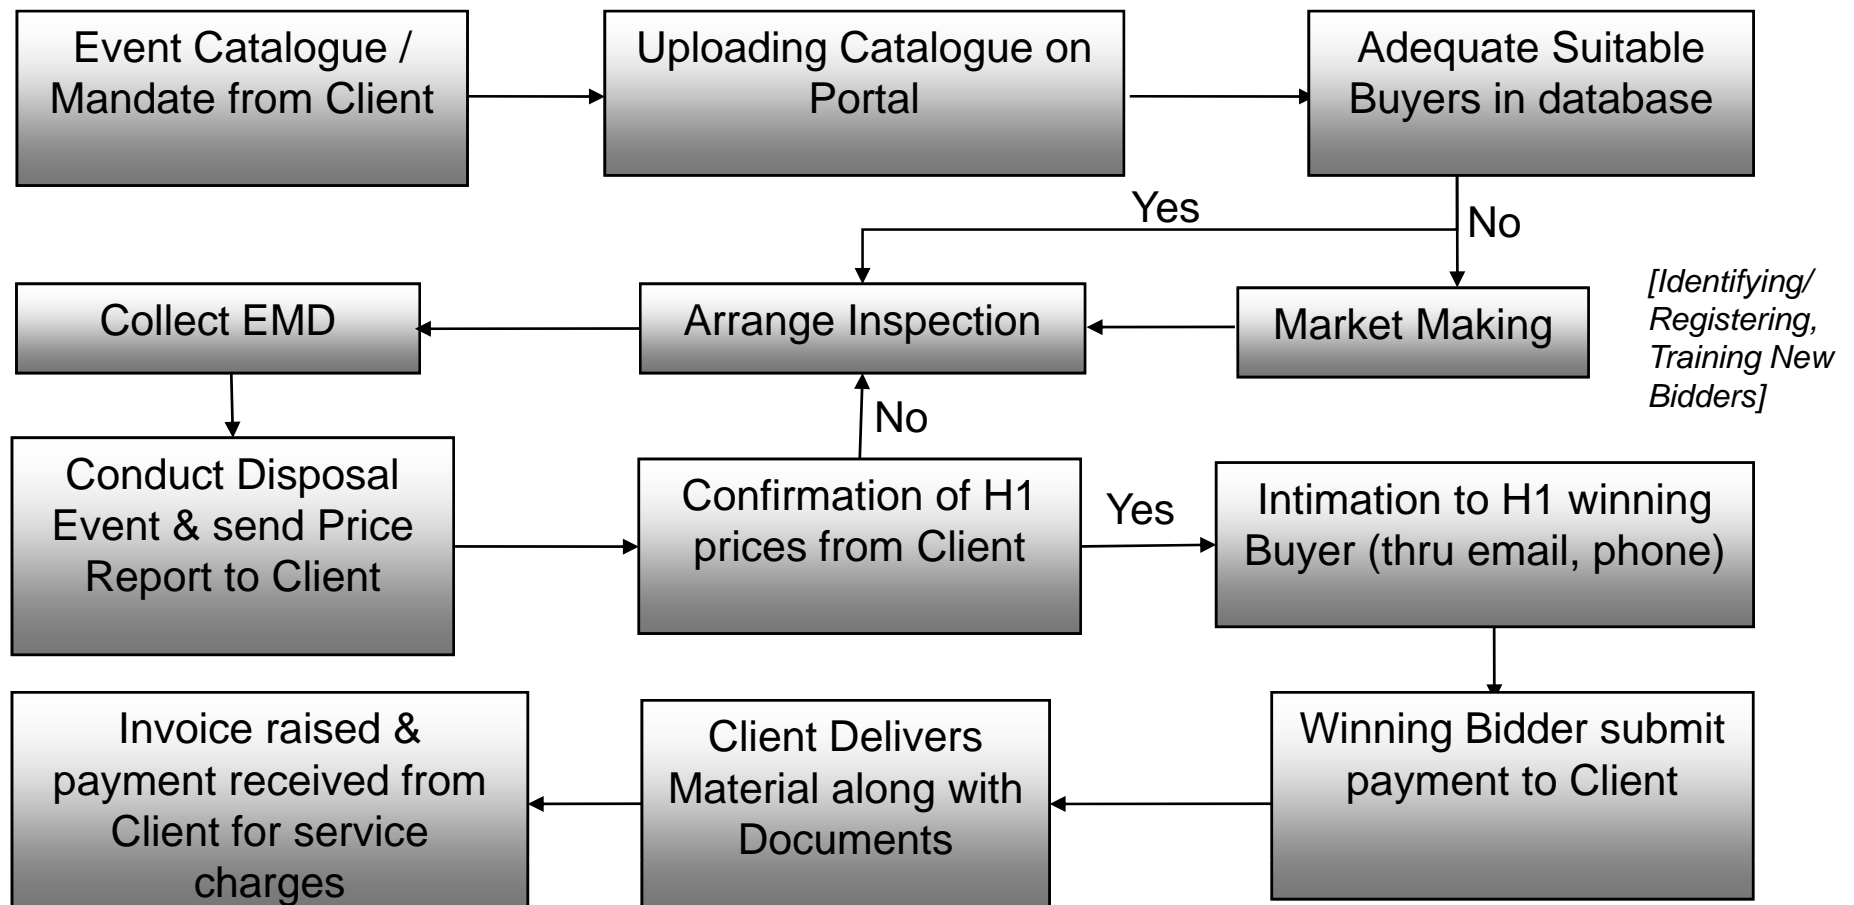 Event Catalogue /
Mandate from Client
Uploading Catalogue on
Portal
Adequate Suitable
Buyers in database
Yes
No
Collect EMD
Arrange Inspection
Market Making
[Identifying/
Registering,
Training New
Bidders]
No
Conduct Disposal
Event & send Price
Report to Client
Confirmation of H1
prices from Client
Yes
Intimation to H1 winning
Buyer (thru email, phone)
Invoice raised &
payment received from
Client for service
charges
Client Delivers
Material along with
Documents
Winning Bidder submit
payment to Client